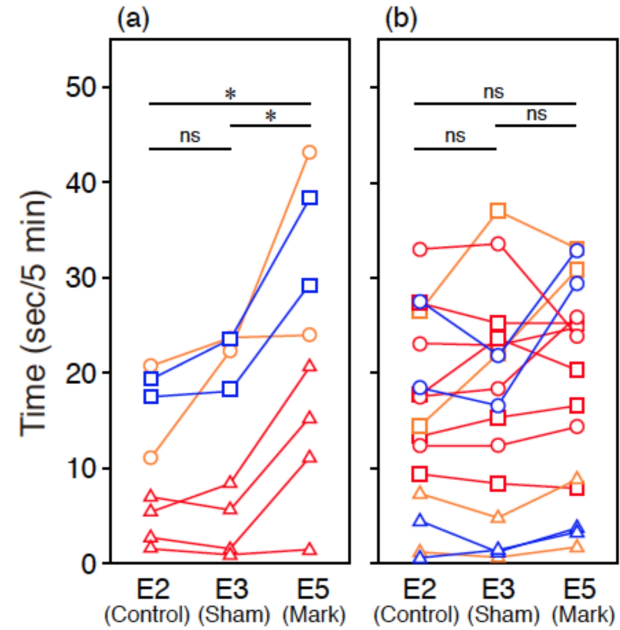 (a)
(b)
50
40
30
20
10
0
Time (sec/5 min)
*
*
ns
ns
ns
ns
E2 E3 E5
(Control) (Sham) (Mark)
E2 E3 E5
(Control) (Sham) (Mark)